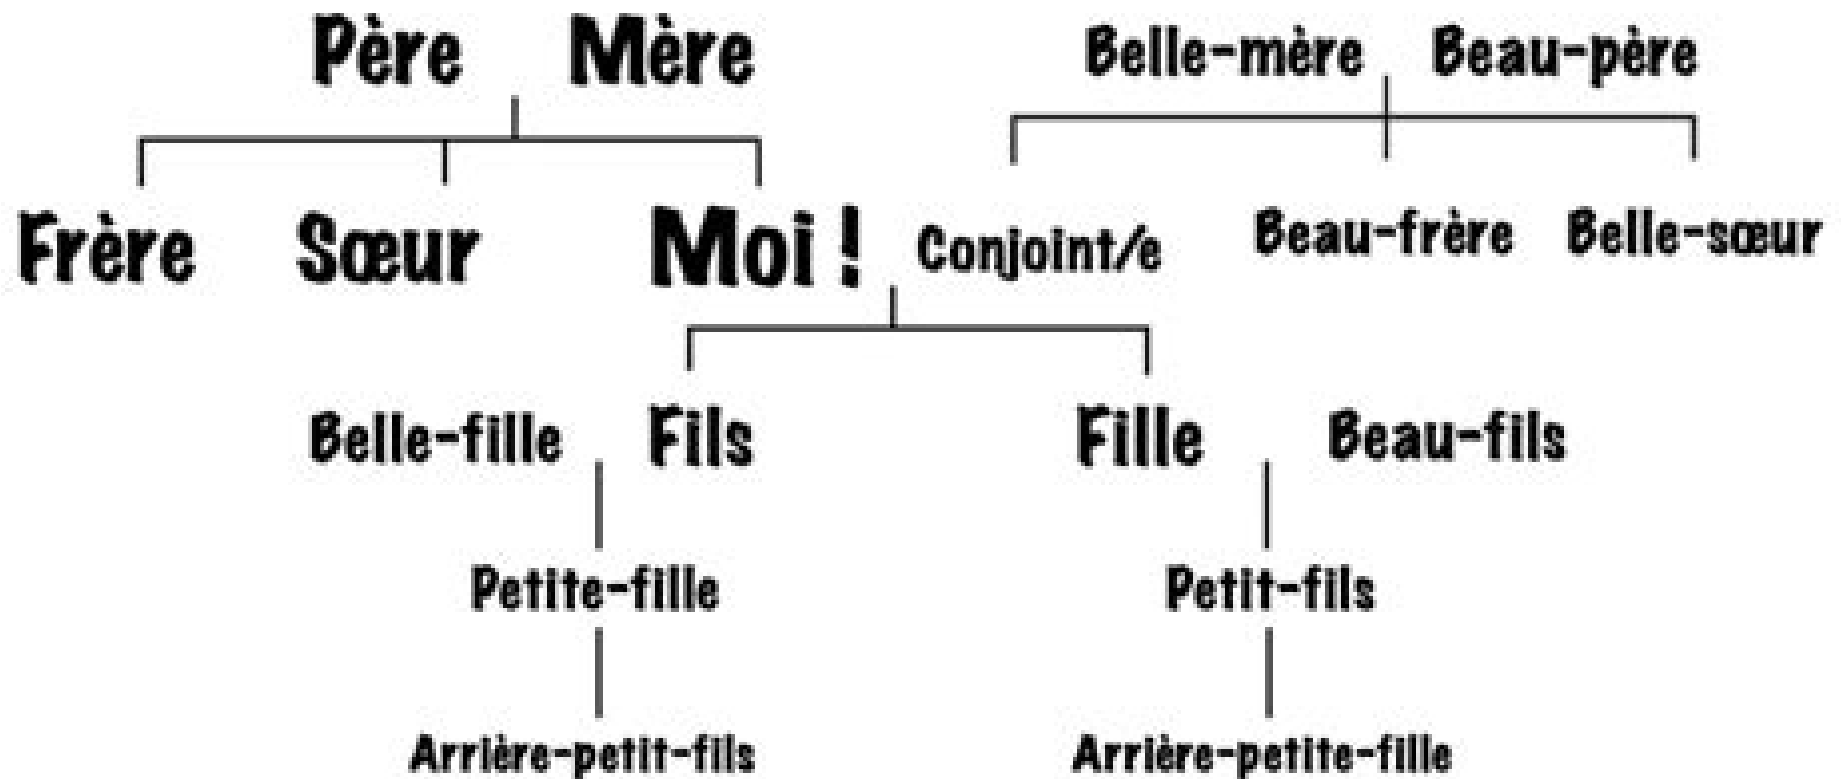 Père Mère Belle-mère Beau-père
Frère Sœur Moi ! Conjoint/e Beau-frère Belle-sœur
Belle-fille Fils Fille Beau-fils
Petite-fille Petit-fils
Arrière-petit-fils Arrière-petite-fille